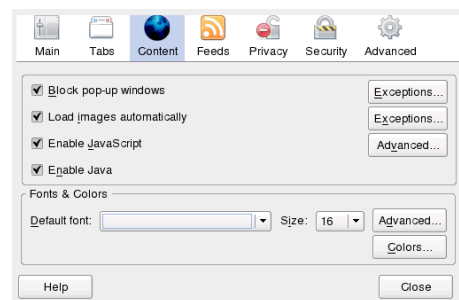 Main Tabs Content Feeds Privacy Security Advanced
Block pop-up windows Exceptions...
Load images automatically Exceptions...
Enable JavaScript Advanced...
Enable Java
Fonts & Colors
Default font: Size: 16 Advanced...
Colors...
Help Close